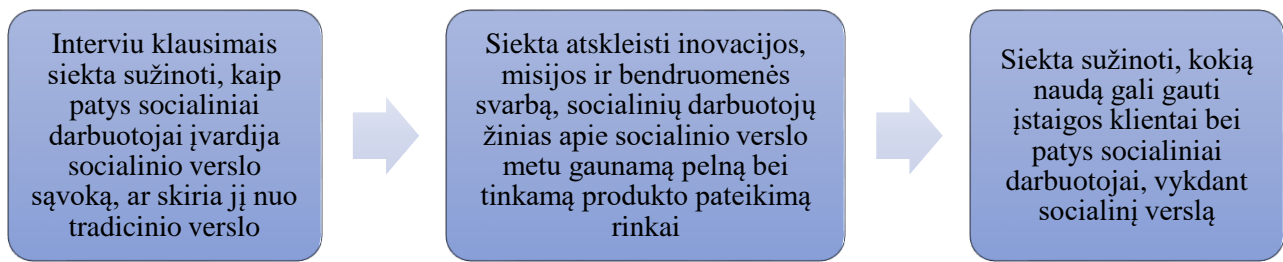 Interviu klausimais
siekta sužinoti, kaip
patys socialiniai
darbuotojai įvardija
socialinio verslo
sąvoką, ar skiria jį nuo
tradicinio verslo
Siekta atskleisti inovacijos,
misijos ir bendruomenės
svarbą, socialinių darbuotojų
žinias apie socialinio verslo
metu gaunamą pelną bei
tinkamą produkto pateikimą
rinkai
Siekta sužinoti, kokią
naudą gali gauti
įstaigos klientai bei
patys socialiniai
darbuotojai, vykdant
socialinį verslą